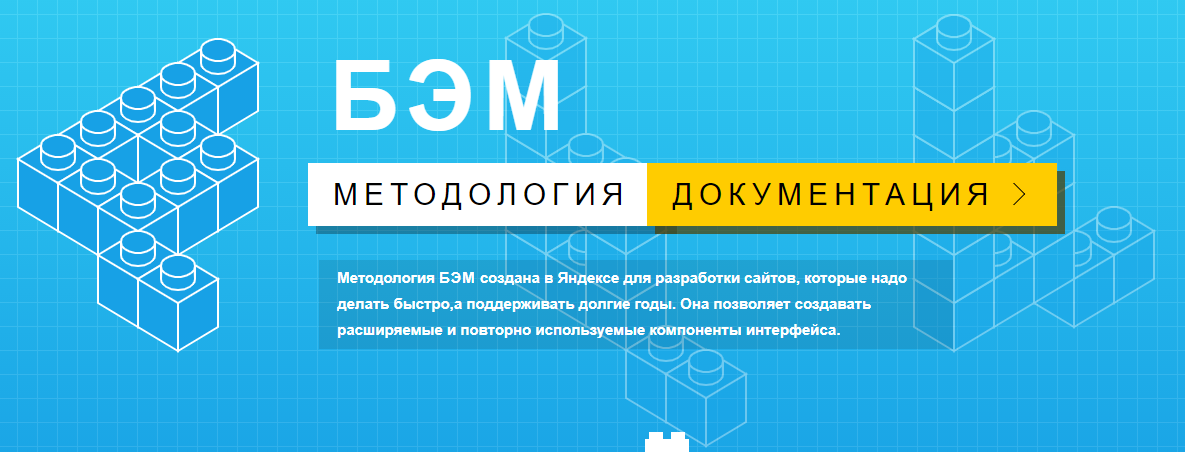 БЭМ
МЕТОДОЛОГИЯ ДОКУМЕНТАЦИЯ
Методология БЭМ создана в Яндексе для разработки сайтов, которые надо
делать быстро,а поддерживать долгие годы. Она позволяет создавать
расширяемые и повторно используемые компоненты интерфейса.